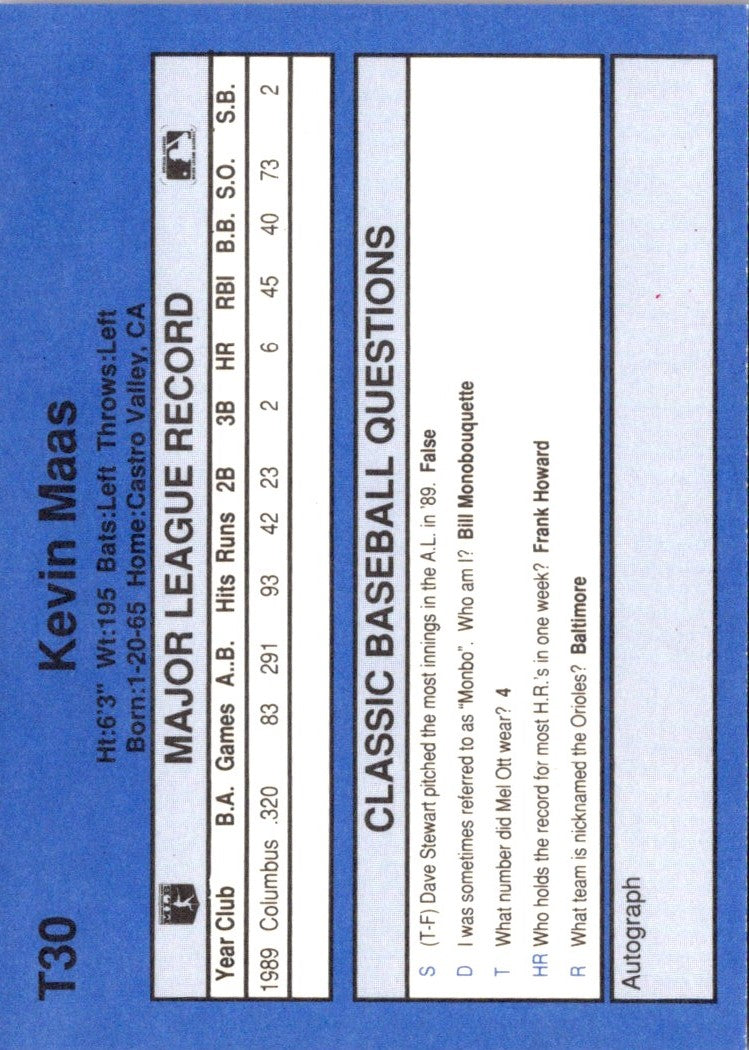 T30 Kevin Maas
Ht:6'3" Wt:195 Bats:Left Throws:Left
Born:1-20-65 Home:Castro Valley, CA
MLB MAJOR LEAGUE RECORD
Year Club B.A. Games A..B. Hits Runs 2B 3B HR RBI B.B. S.O. S.B.
1989 Columbus .320 83 291 93 42 23 2 6 45 40 73 2
CLASSIC BASEBALL QUESTIONS
S (T-F) Dave Stewart pitched the most innings in the A.L. in '89. False
D I was sometimes referred to as "Monbo". Who am I? Bill Monobouquette
T What number did Mel Ott wear? 4
HR Who holds the record for most H.R.'s in one week? Frank Howard
R What team is nicknamed the Orioles? Baltimore
Autograph